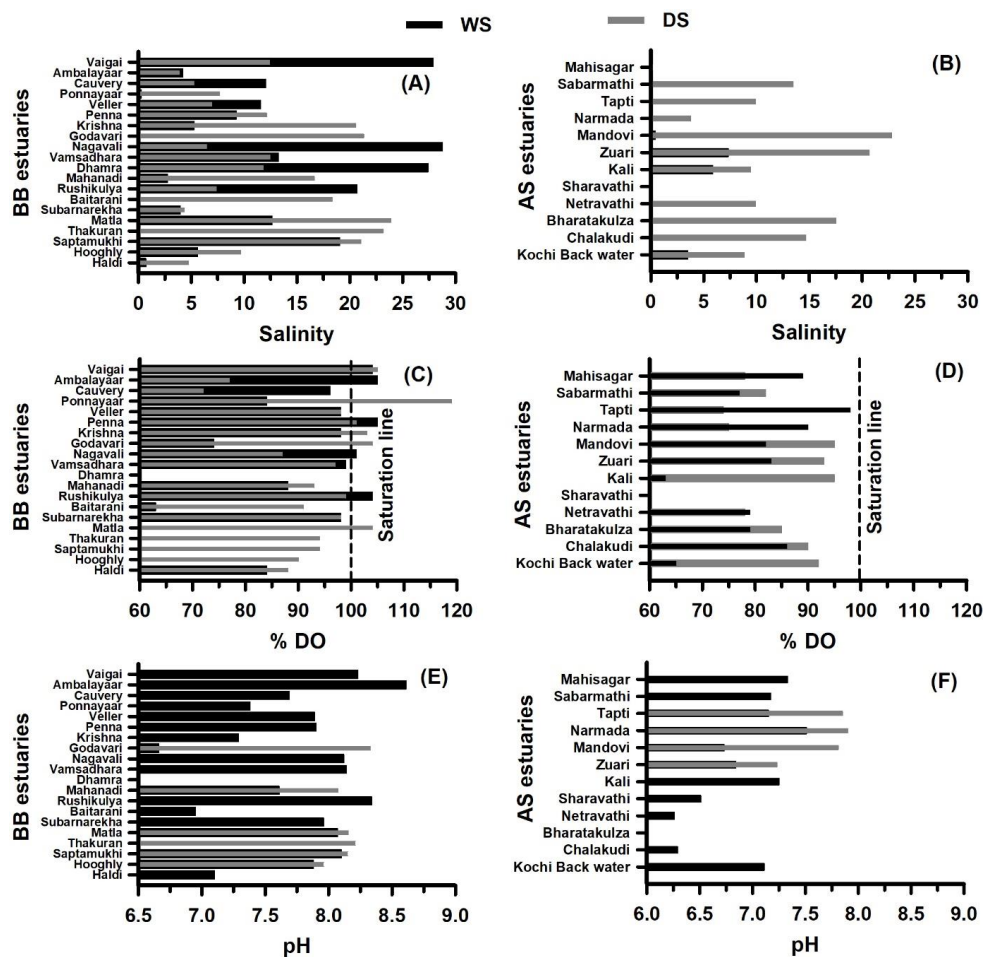 WS
DS
BB estuaries
Vaigai
Ambalayaar
Cauvery
Ponnayaar
Veller
Penna
Krishna
Godavari
Nagavali
Vamsadhara
Dhamra
Mahanadi
Rushikulya
Baitarani
Subarnarekha
Matla
Thakuran
Saptamukhi
Hooghly
Haldi
(A)
0 5 10 15 20 25 30
Salinity
AS estuaries
Mahisagar
Sabarmathi
Tapti
Narmada
Mandovi
Zuari
Kali
Sharavathi
Netravathi
Bharatakulza
Chalakudi
Kochi Back water
(B)
0 5 10 15 20 25 30
Salinity
BB estuaries
Vaigai
Ambalayaar
Cauvery
Ponnayaar
Veller
Penna
Krishna
Godavari
Nagavali
Vamsadhara
Dhamra
Mahanadi
Rushikulya
Baitarani
Subarnarekha
Matla
Thakuran
Saptamukhi
Hooghly
Haldi
(C)
Saturation line
60 70 80 90 100 110 120
% DO
AS estuaries
Mahisagar
Sabarmathi
Tapti
Narmada
Mandovi
Zuari
Kali
Sharavathi
Netravathi
Bharatakulza
Chalakudi
Kochi Back water
(D)
Saturation line
60 70 80 90 100 110 120
% DO
BB estuaries
Vaigai
Ambalayaar
Cauvery
Ponnayaar
Veller
Penna
Krishna
Godavari
Nagavali
Vamsadhara
Dhamra
Mahanadi
Rushikulya
Baitarani
Subarnarekha
Matla
Thakuran
Saptamukhi
Hooghly
Haldi
(E)
6.5 7.0 7.5 8.0 8.5 9.0
pH
AS estuaries
Mahisagar
Sabarmathi
Tapti
Narmada
Mandovi
Zuari
Kali
Sharavathi
Netravathi
Bharatakulza
Chalakudi
Kochi Back water
(F)
6.0 6.5 7.0 7.5 8.0 8.5 9.0
pH